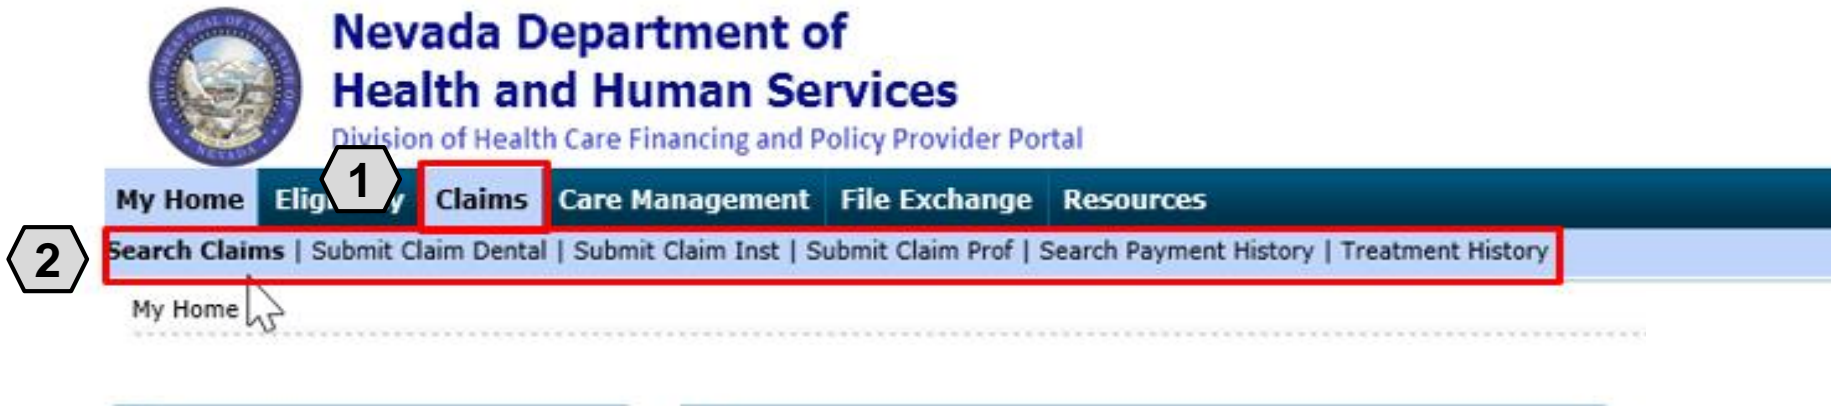 Nevada Department of
Health and Human Services
Division of Health Care Financing and Policy Provider Portal
1
My Home Claims Care Management File Exchange Resources
2
Search Claims | Submit Claim Dental | Submit Claim Inst | Submit Claim Prof | Search Payment History | Treatment History
My Home